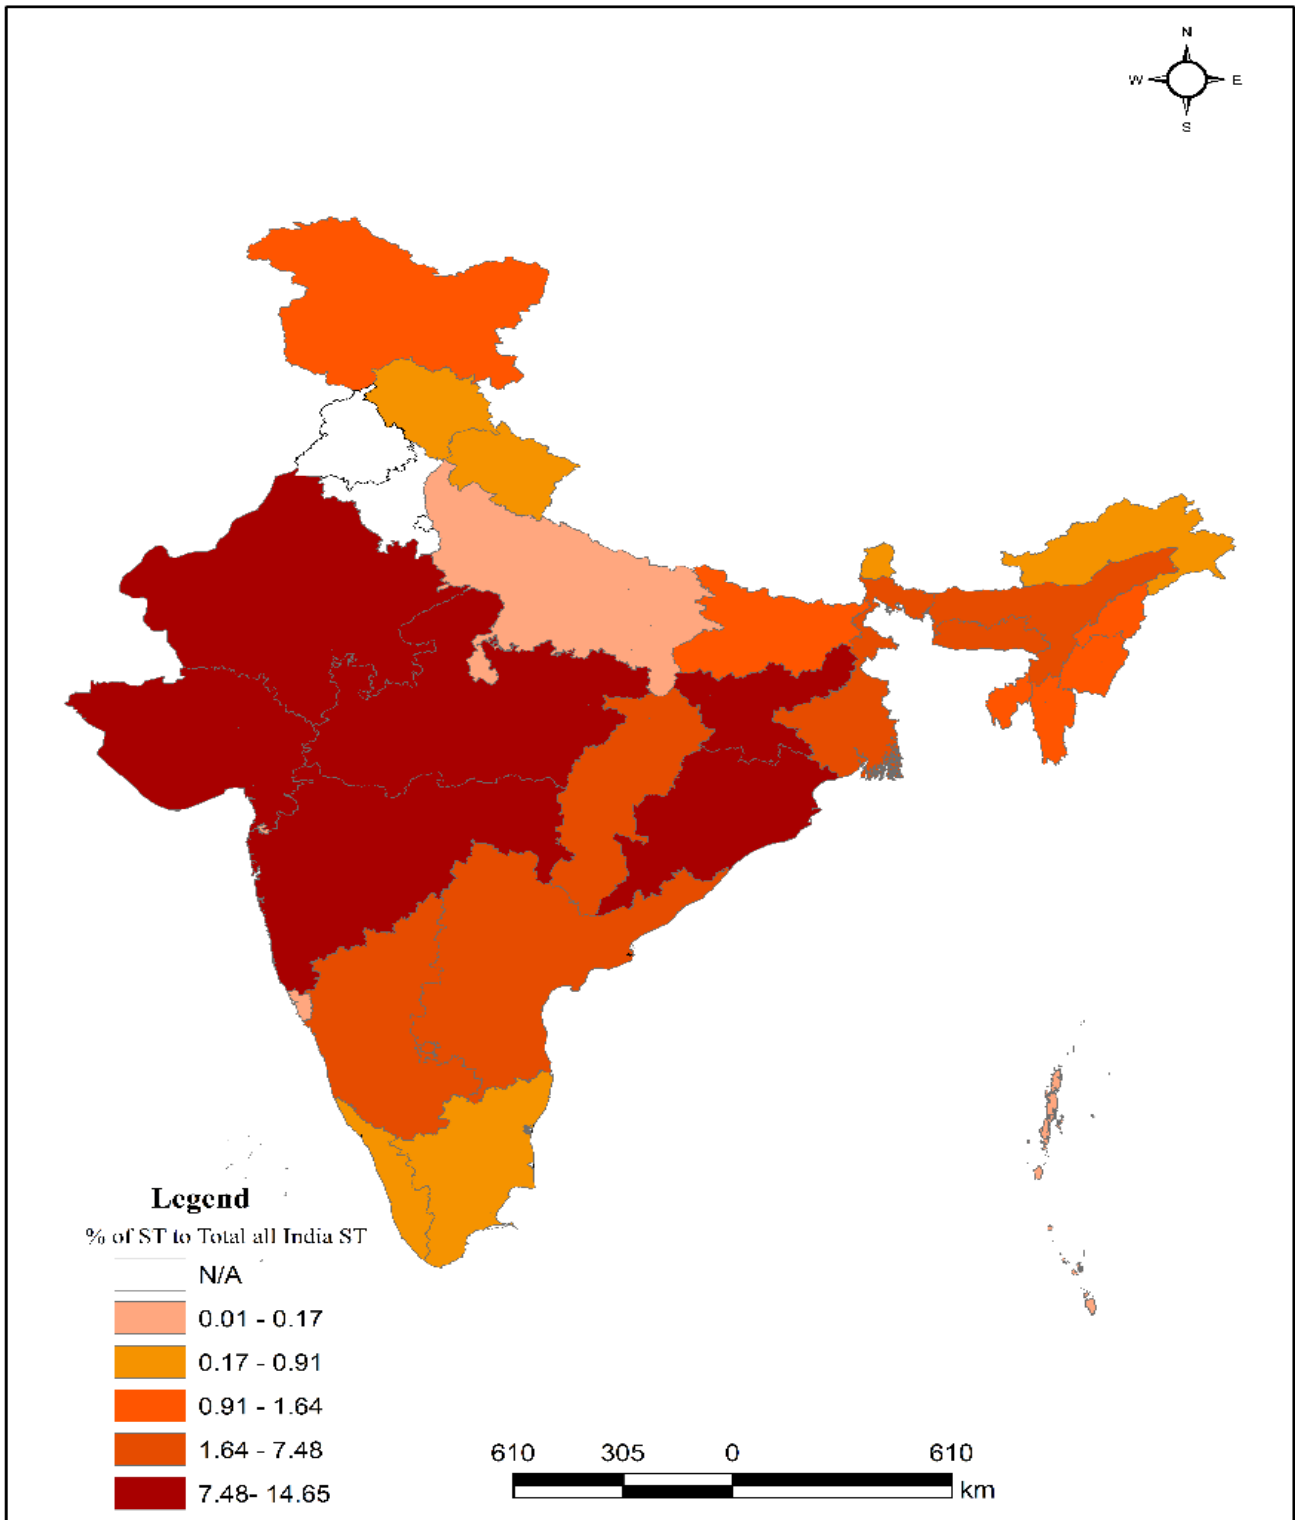 N
W E
S
Legend
% of ST to Total all India ST
N/A
0.01 - 0.17
0.17 - 0.91
0.91 - 1.64
1.64 - 7.48
7.48- 14.65
610 305 0 610
km